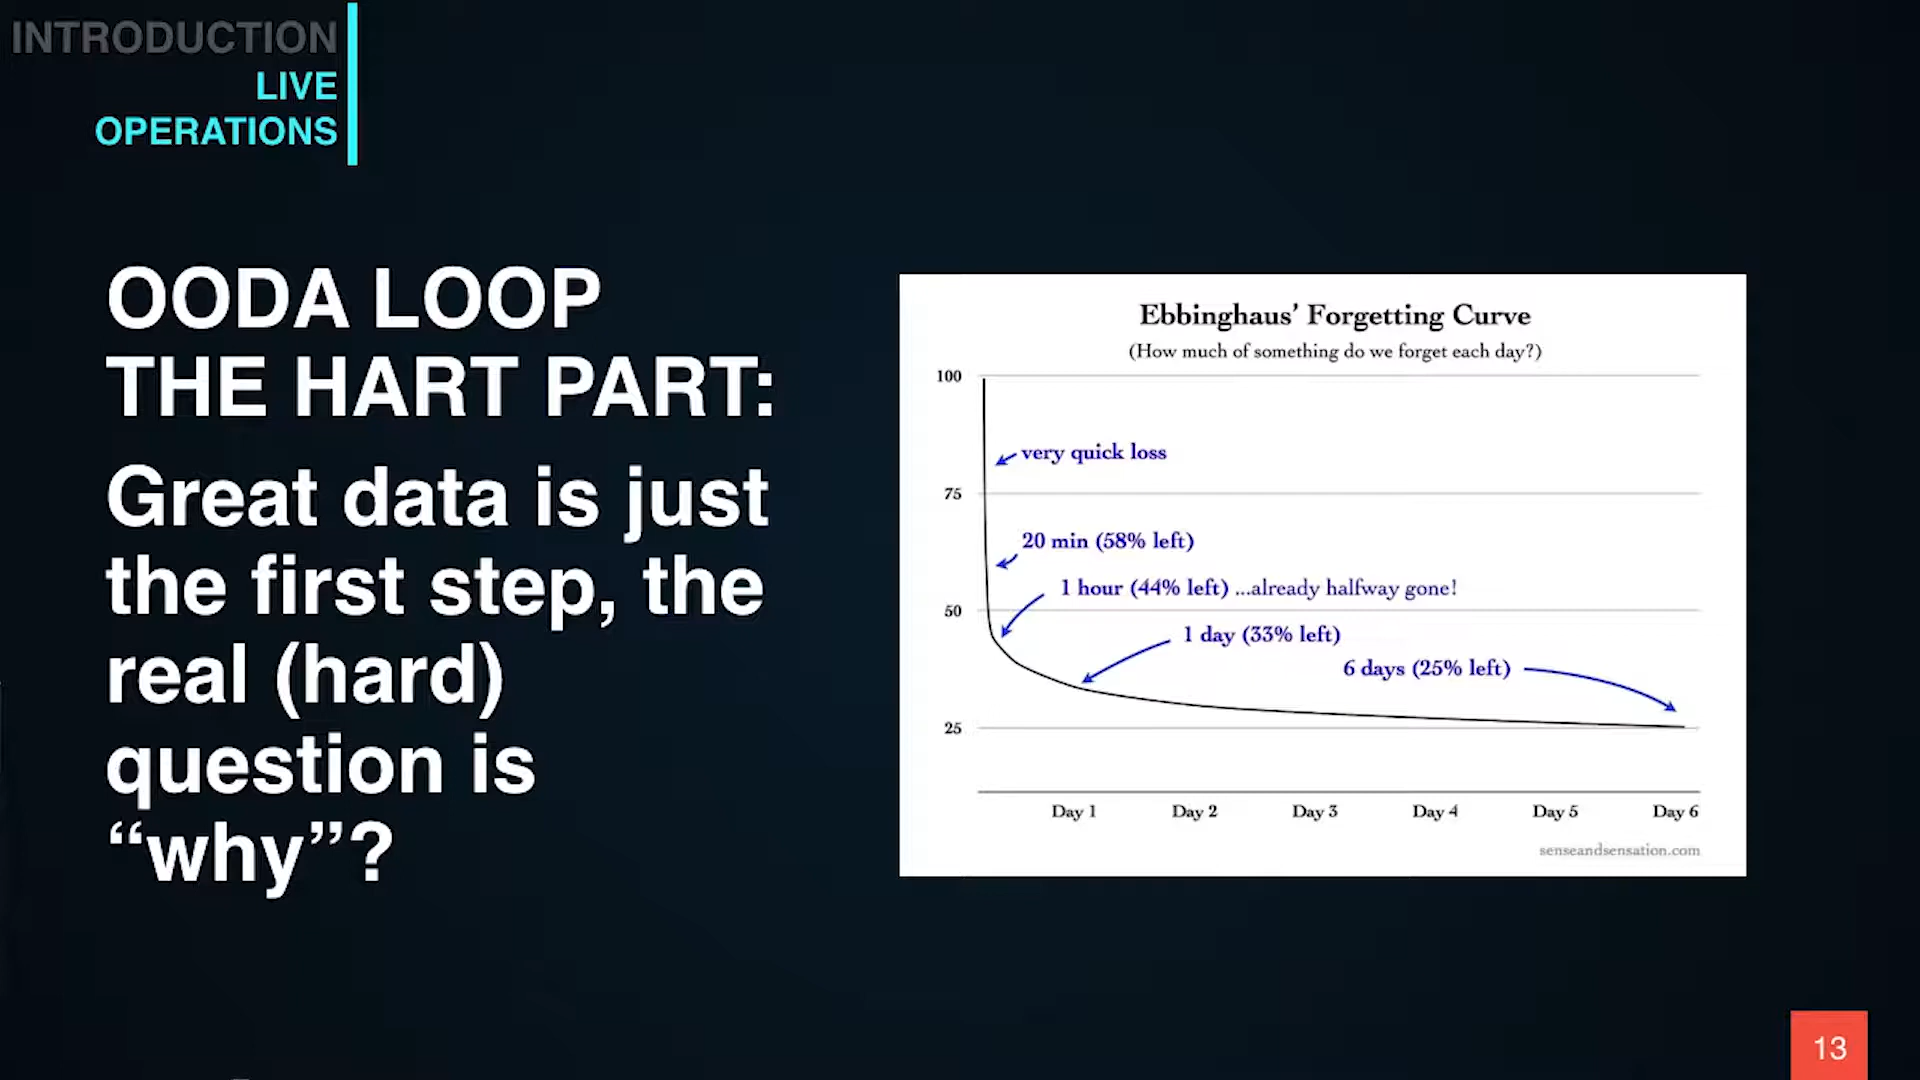 INTRODUCTION
LIVE
OPERATIONS
OODA LOOP
THE HART PART:
Great data is just
the first step, the
real (hard)
question is
“why”?
Ebbinghaus’ Forgetting Curve
(How much of something do we forget each day?)
100
very quick loss
75
20 min (58% left)
1 hour (44% left) ...already halfway gone!
50
1 day (33% left)
6 days (25% left)
25
Day 1 Day 2 Day 3 Day 4 Day 5 Day 6
senseandsensation.com
13